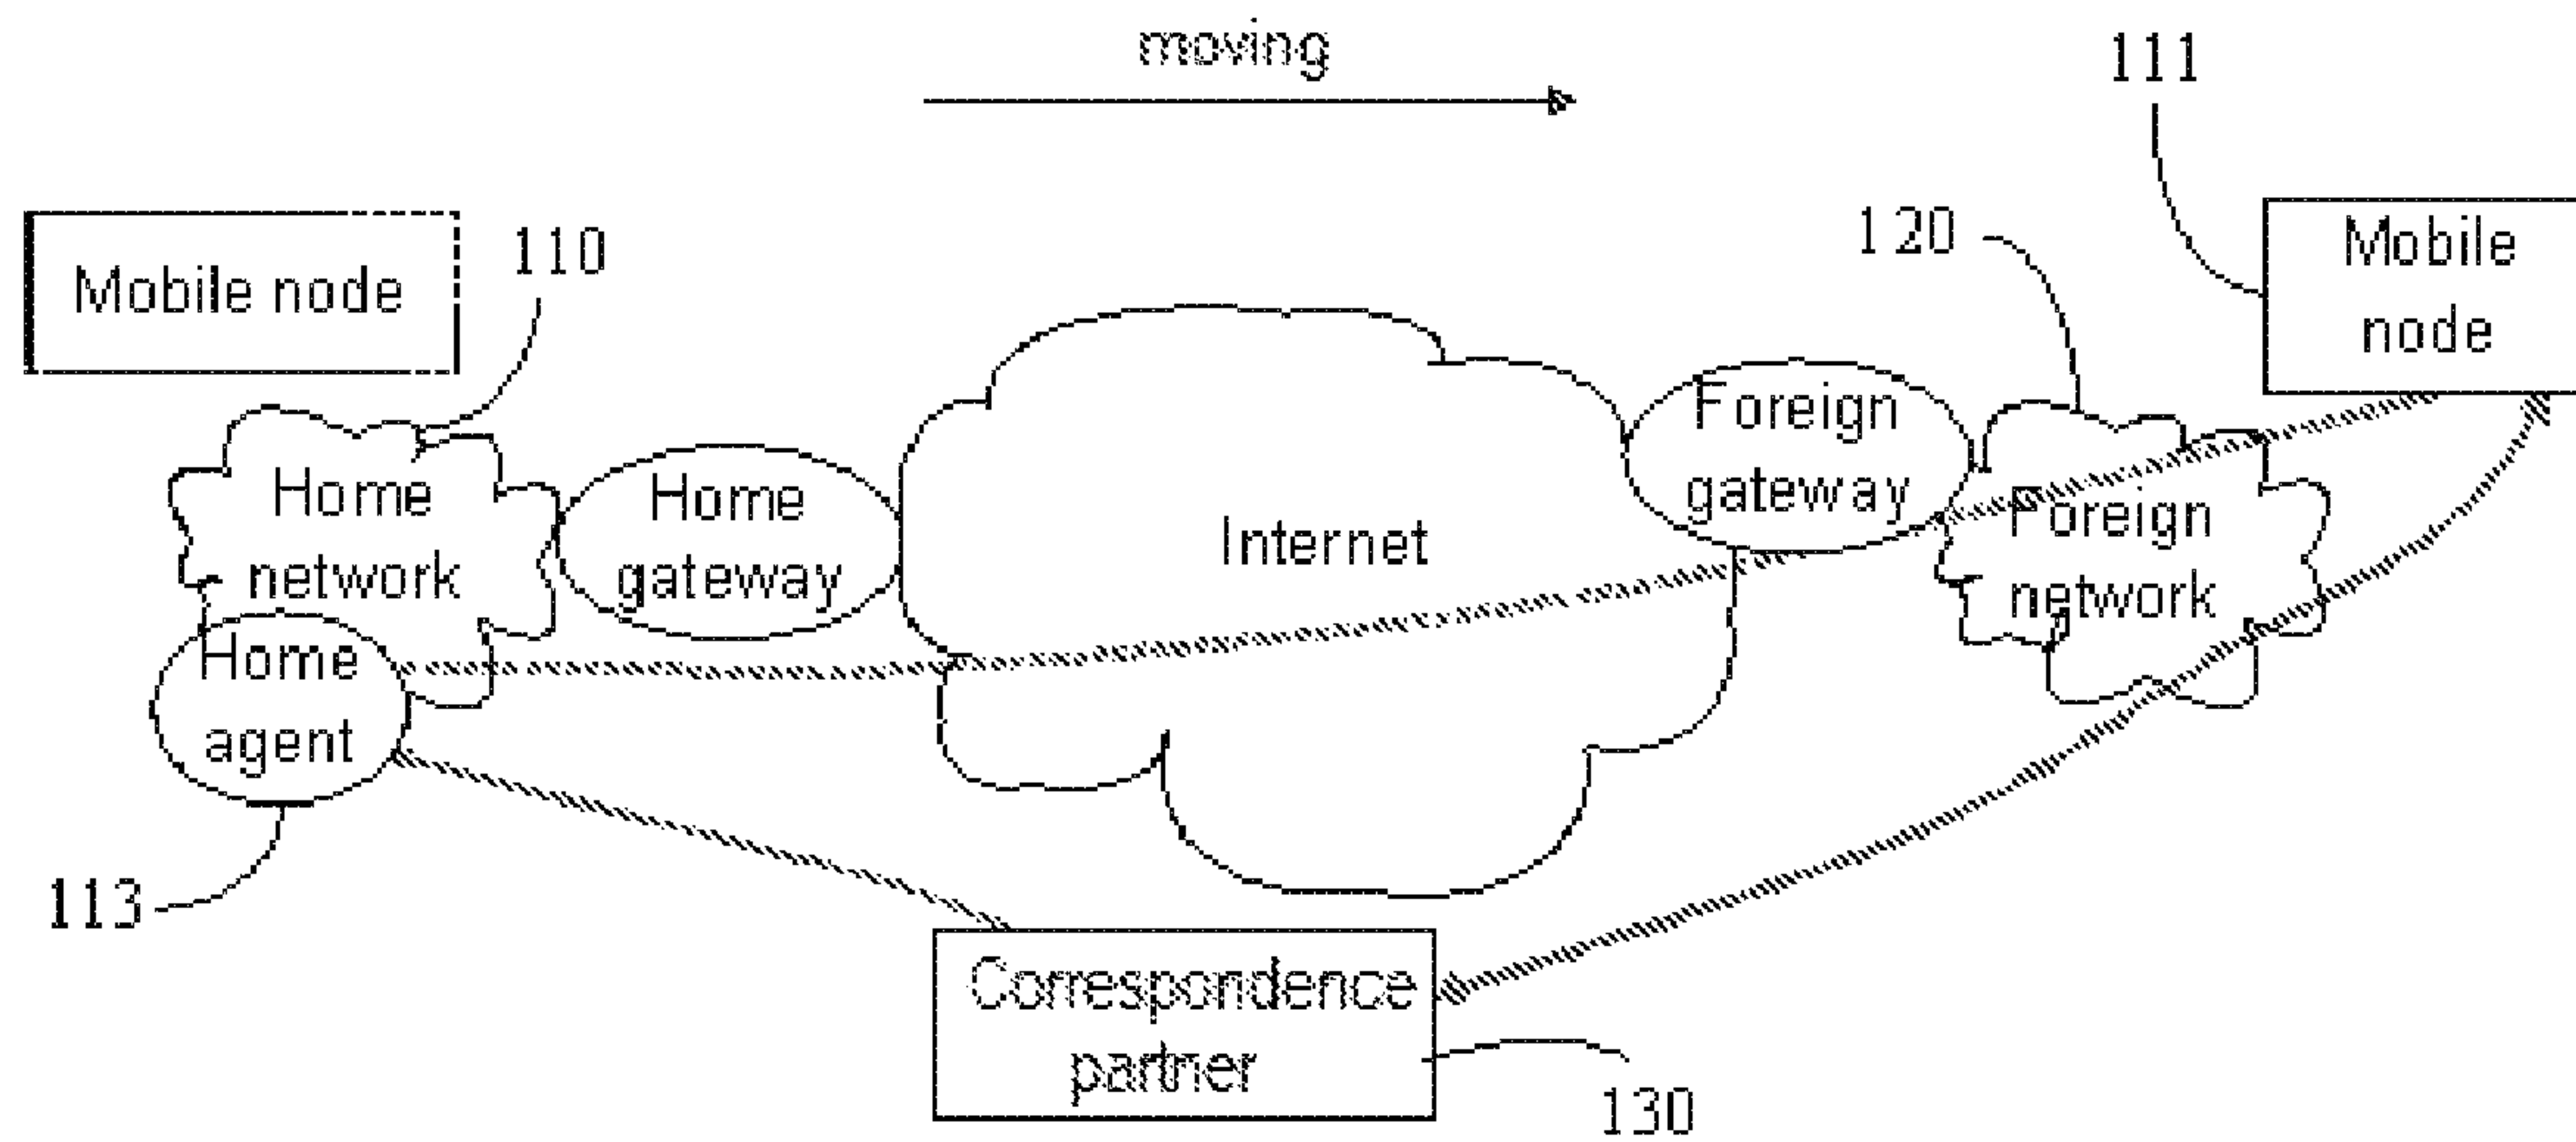 moving
111
Mobile node
110
120
Mobile
node
Home
network
Home
gateway
Internet
Foreign
gateway
Foreign
network
Home
agent
113
Correspondence
partner
130